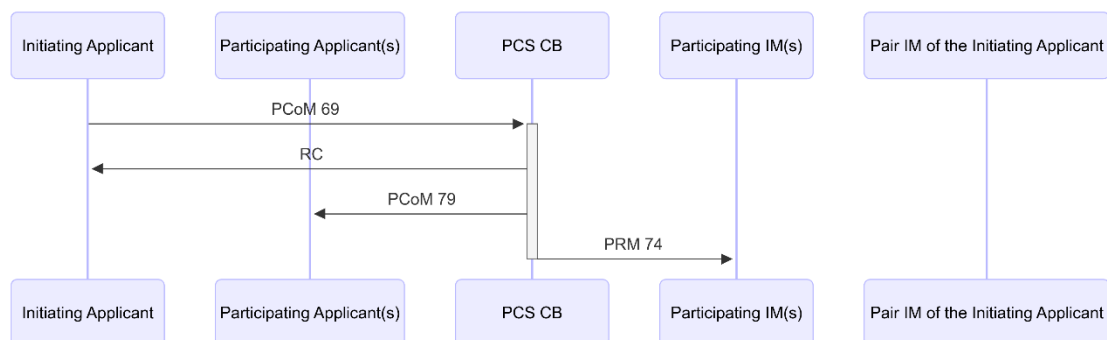 Initiating Applicant
Participating Applicant(s)
PCS CB
Participating IM(s)
Pair IM of the Initiating Applicant
PCoM 69
RC
PCoM 79
PRM 74
Initiating Applicant
Participating Applicant(s)
PCS CB
Participating IM(s)
Pair IM of the Initiating Applicant